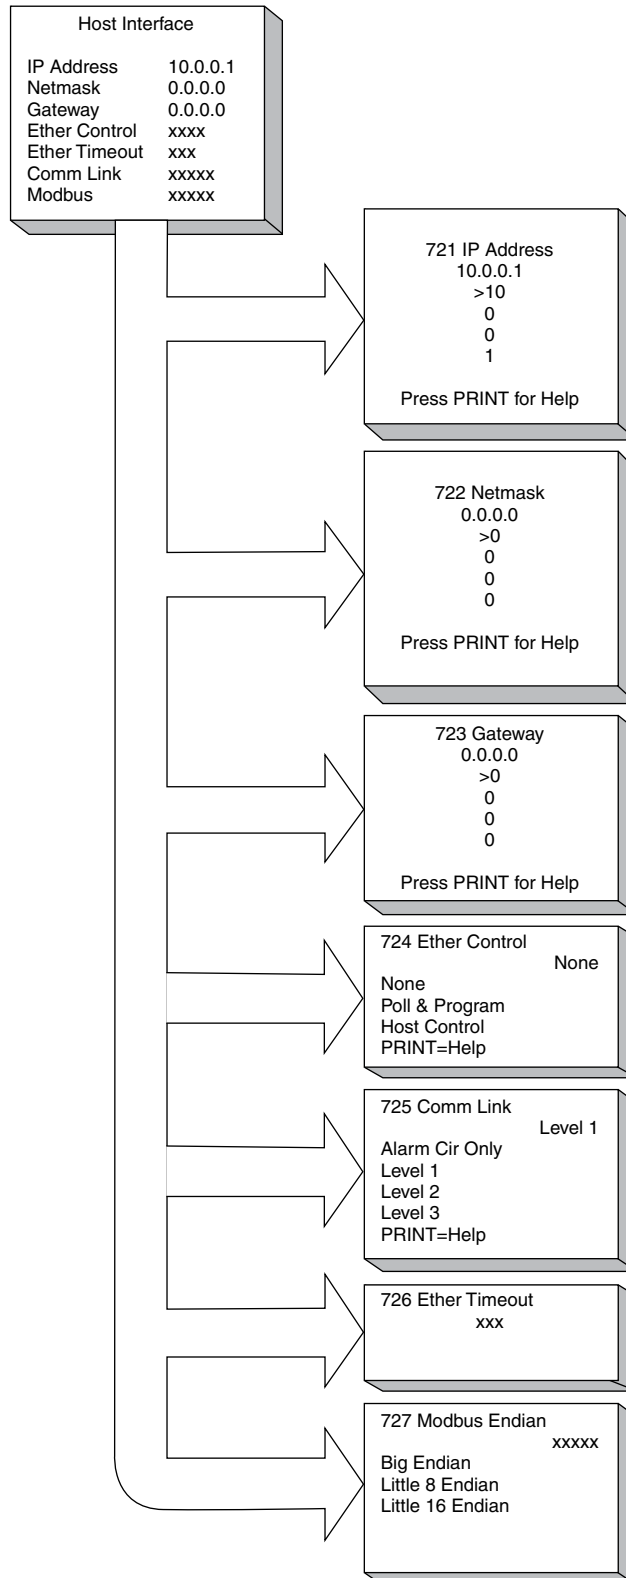 Host Interface
IP Address 10.0.0.1
Netmask 0.0.0.0
Gateway 0.0.0.0
Ether Control xxxx
Ether Timeout xxx
Comm Link xxxxx
Modbus xxxxx
721 IP Address
10.0.0.1
>10
0
0
1
Press PRINT for Help
722 Netmask
0.0.0.0
>0
0
0
0
Press PRINT for Help
723 Gateway
0.0.0.0
>0
0
0
0
Press PRINT for Help
724 Ether Control
None
None
Poll & Program
Host Control
PRINT=Help
725 Comm Link
Level 1
Alarm Cir Only
Level 1
Level 2
Level 3
PRINT=Help
726 Ether Timeout
xxx
727 Modbus Endian
xxxxx
Big Endian
Little 8 Endian
Little 16 Endian